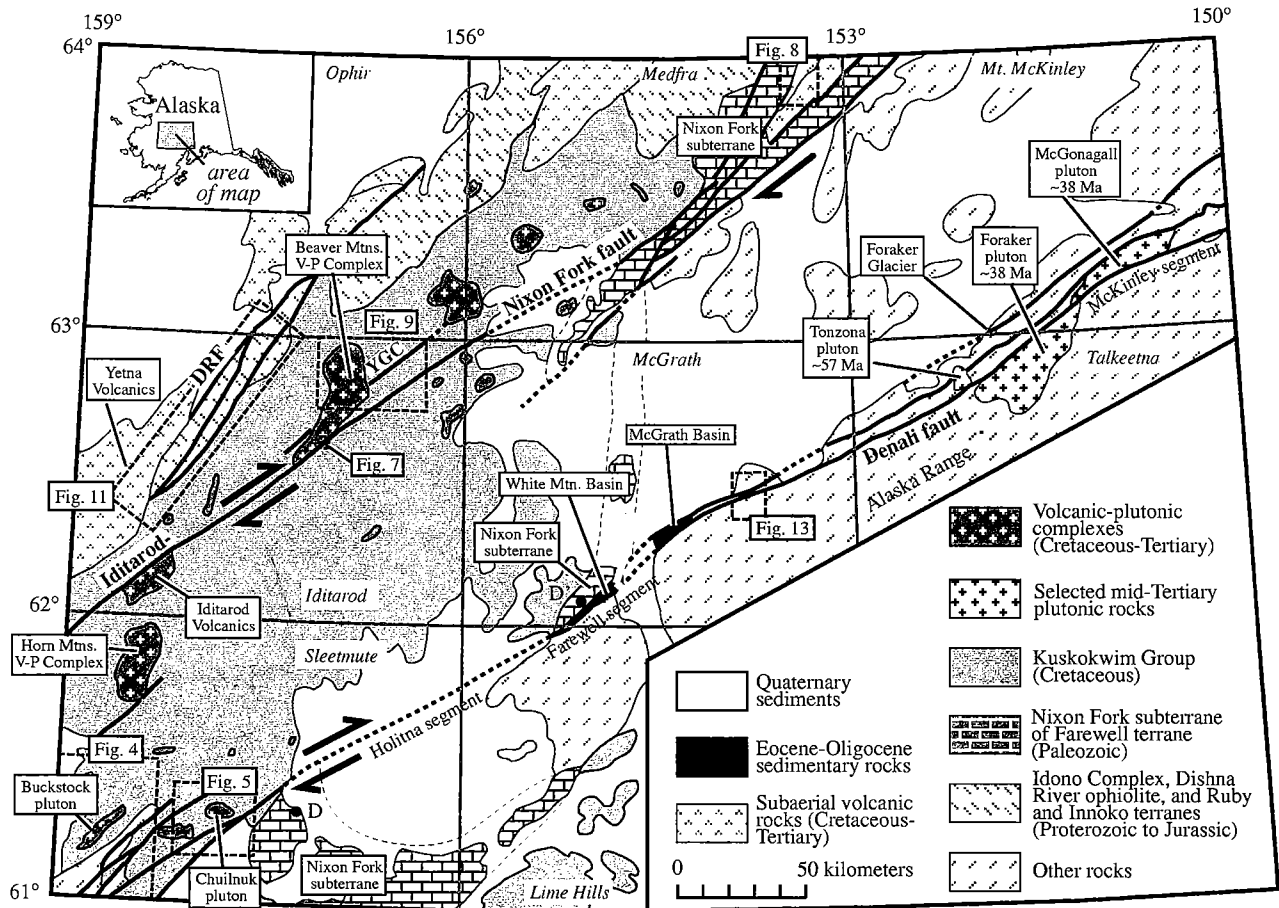 159°
156°
153°
150°
64°
63°
62°
61°
Alaska
area
of map
Ophir
Medfra
Mt. McKinley
Fig. 8
Nixon Fork
subterrane
McGonagall
pluton
~38 Ma
Beaver Mtns.
V-P Complex
Nixon Fork fault
Foraker
Glacier
Foraker
pluton
~38 Ma
McKinley segment
Fig. 9
YGC
DRF
McGrath
Tonzona
pluton
~57 Ma
Talkeetna
Yetna
Volcanics
McGrath Basin
Denali fault
Alaska Range
Fig. 7
White Mtn. Basin
Fig. 11
Fig. 13
Nixon Fork
subterrane
Iditarod-
D
Iditarod
Volcanics
Iditarod
Farewell segment
Horn Mtns.
V-P Complex
Sleetmute
Holitna segment
Fig. 4
Fig. 5
Buckstock
pluton
D
Chuilnuk
pluton
Nixon Fork
subterrane
Lime Hills
Quaternary
sediments
Eocene-Oligocene
sedimentary rocks
Subaerial volcanic
rocks (Cretaceous-
Tertiary)
0 50 kilometers
Volcanic-plutonic
complexes
(Cretaceous-Tertiary)
Selected mid-Tertiary
plutonic rocks
Kuskokwim Group
(Cretaceous)
Nixon Fork subterrane
of Farewell terrane
(Paleozoic)
Idono Complex, Dishna
River ophiolite, and Ruby
and Innoko terranes
(Proterozoic to Jurassic)
Other rocks